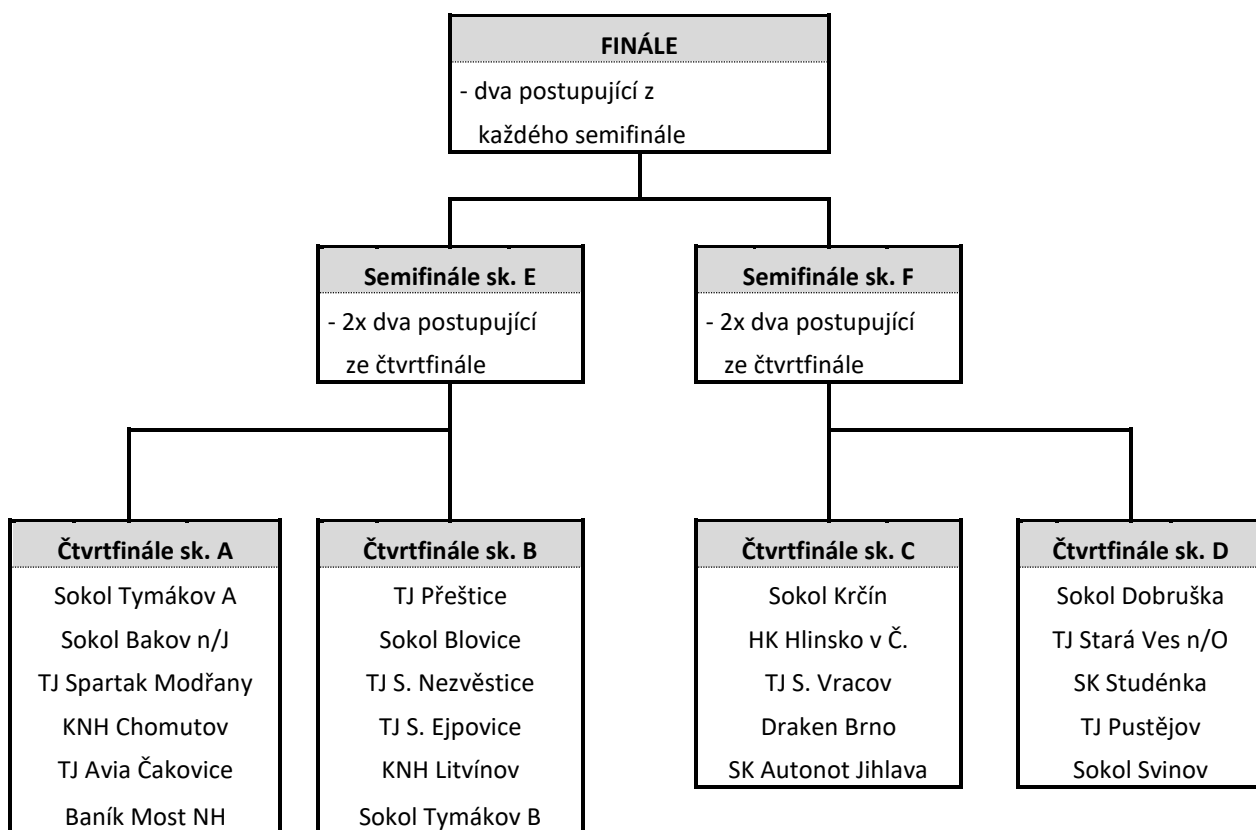 FINÁLE
- dva postupující z
každého semifinále
Semifinále sk. E
- 2x dva postupující
ze čtvrtfinále
Semifinále sk. F
- 2x dva postupující
ze čtvrtfinále
Čtvrtfinále sk. A
Sokol Tymákov A
Sokol Bakov n/J
TJ Spartak Modřany
KNH Chomutov
TJ Avia Čakovice
Baník Most NH
Čtvrtfinále sk. B
TJ Přeštice
Sokol Blovice
TJ S. Nezvěstice
TJ S. Ejpovice
KNH Litvínov
Sokol Tymákov B
Čtvrtfinále sk. C
Sokol Krčín
HK Hlinsko v Č.
TJ S. Vracov
Draken Brno
SK Autonot Jihlava
Čtvrtfinále sk. D
Sokol Dobruška
TJ Stará Ves n/O
SK Studénka
TJ Pustějov
Sokol Svinov